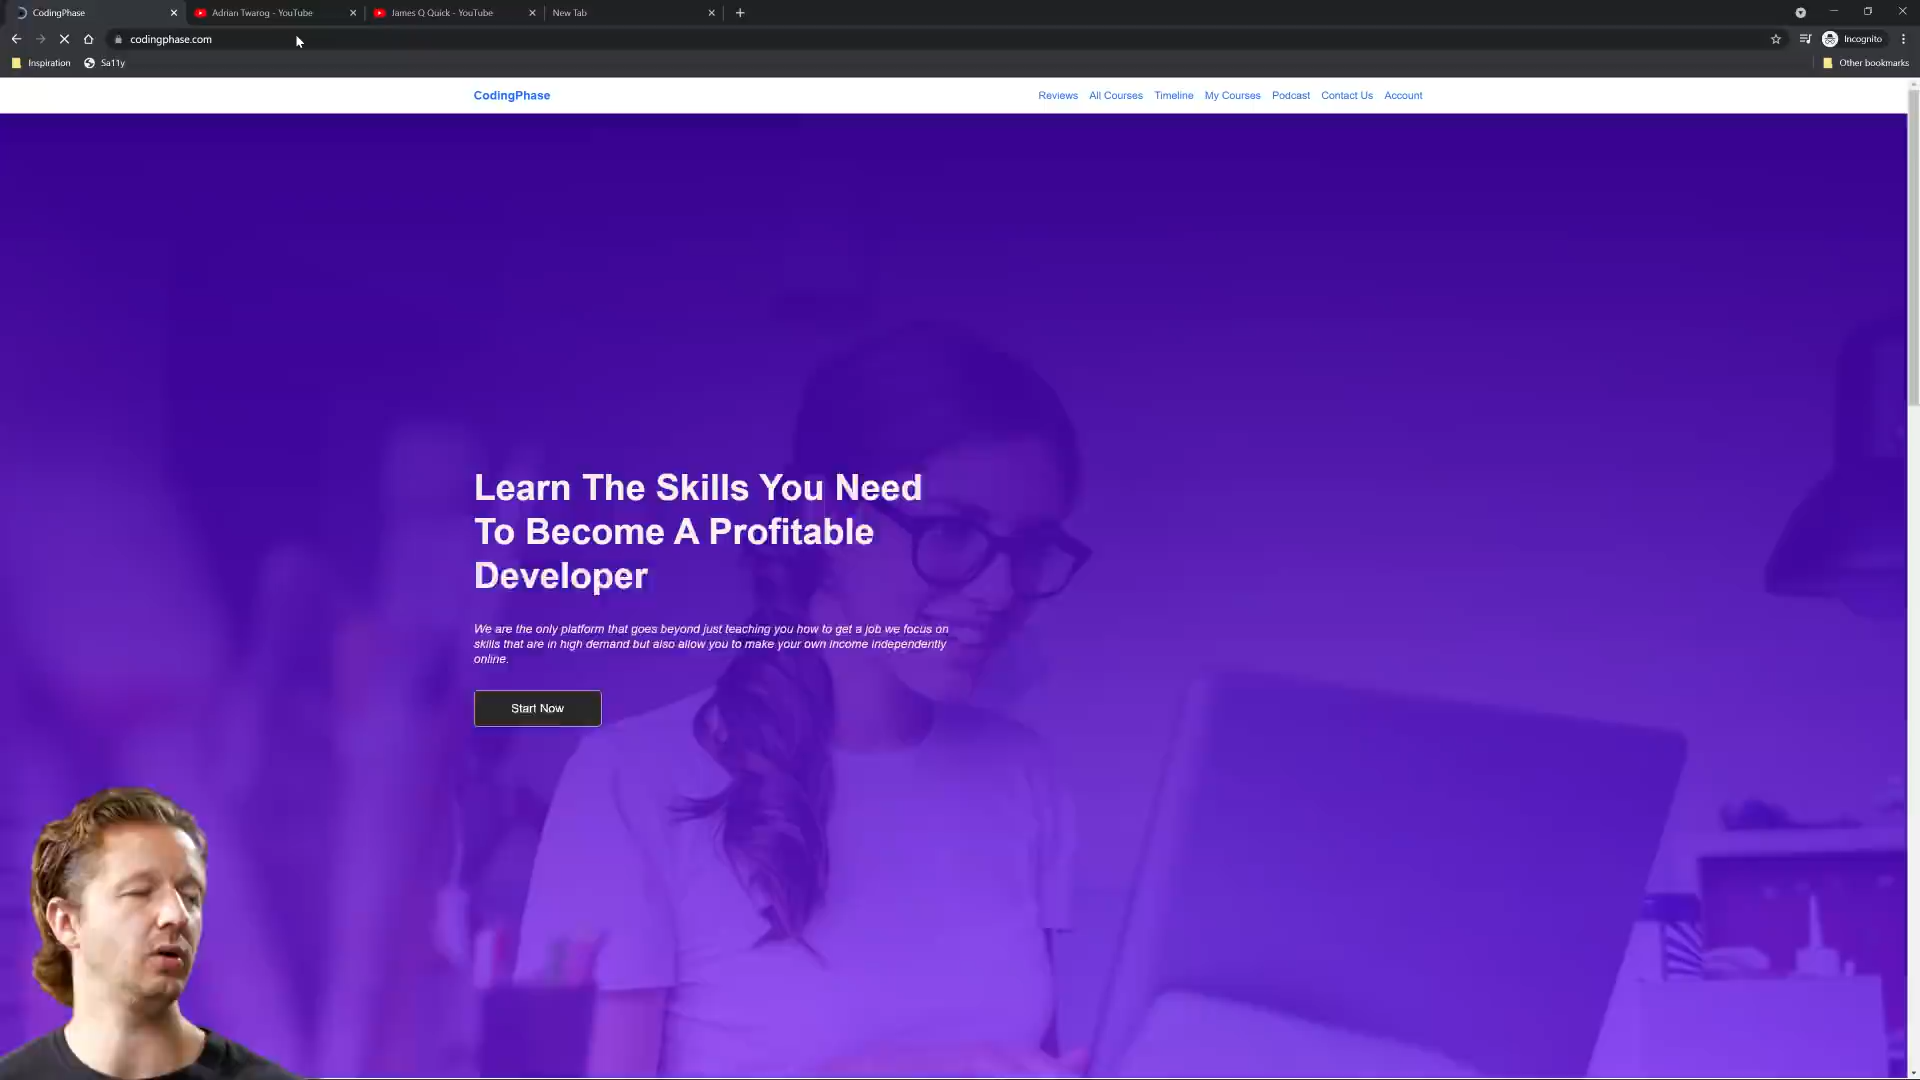 CodingPhase
Adrian Twarog - YouTube
James Q Quick - YouTube
New Tab
codingphase.com
Incognito
Inspiration
Sa11y
Other bookmarks
CodingPhase
Reviews
All Courses
Timeline
My Courses
Podcast
Contact Us
Account
Learn The Skills You Need
To Become A Profitable
Developer
We are the only platform that goes beyond just teaching you how to get a job we focus on
skills that are in high demand but also allow you to make your own income independently
online.
Start Now